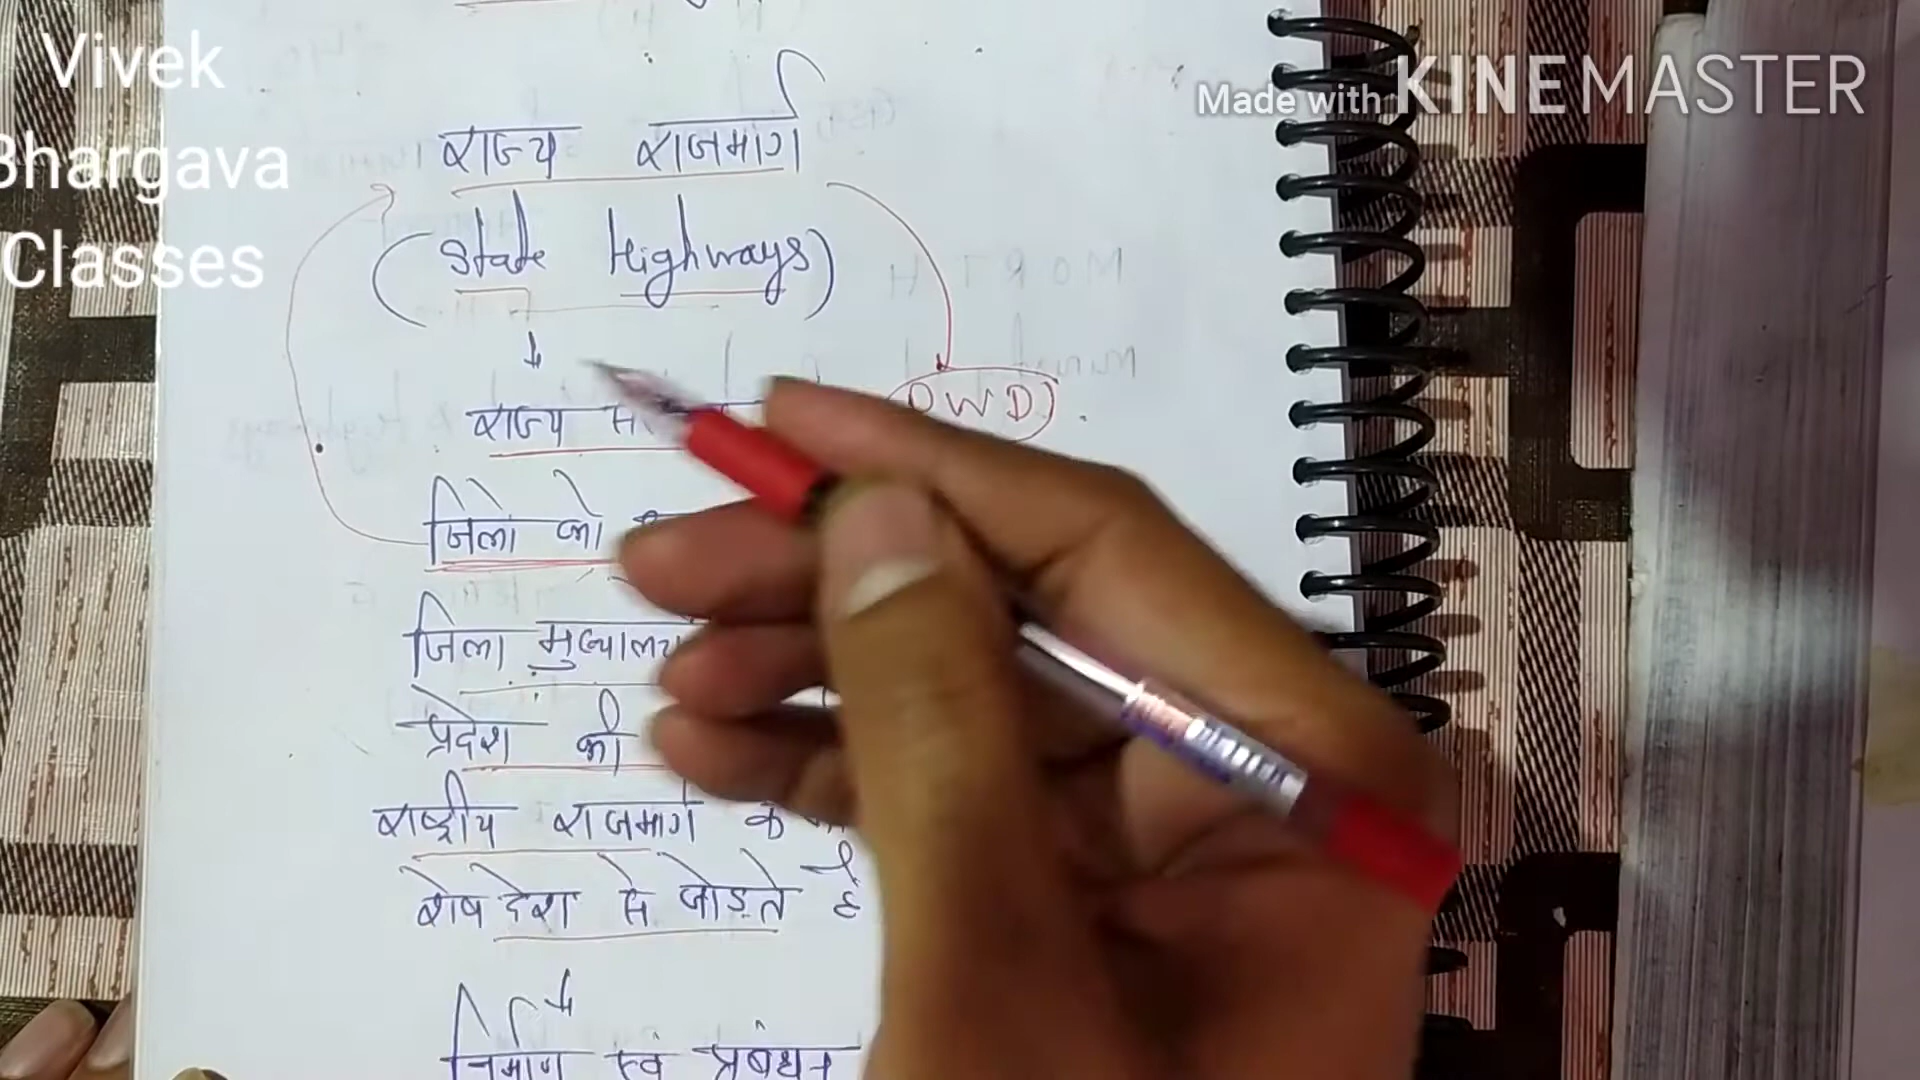 Vivek
Bhargava
Classes
Made with KINEMASTER
राज्य राजमार्ग
(State Highways)
राज्य
PWD
जिलो को
जिला मुख्यालय
प्रदेश की
राष्ट्रीय राजमार्ग के
शेष देश से जोड़ते है
निर्माण एवं प्रबंधन